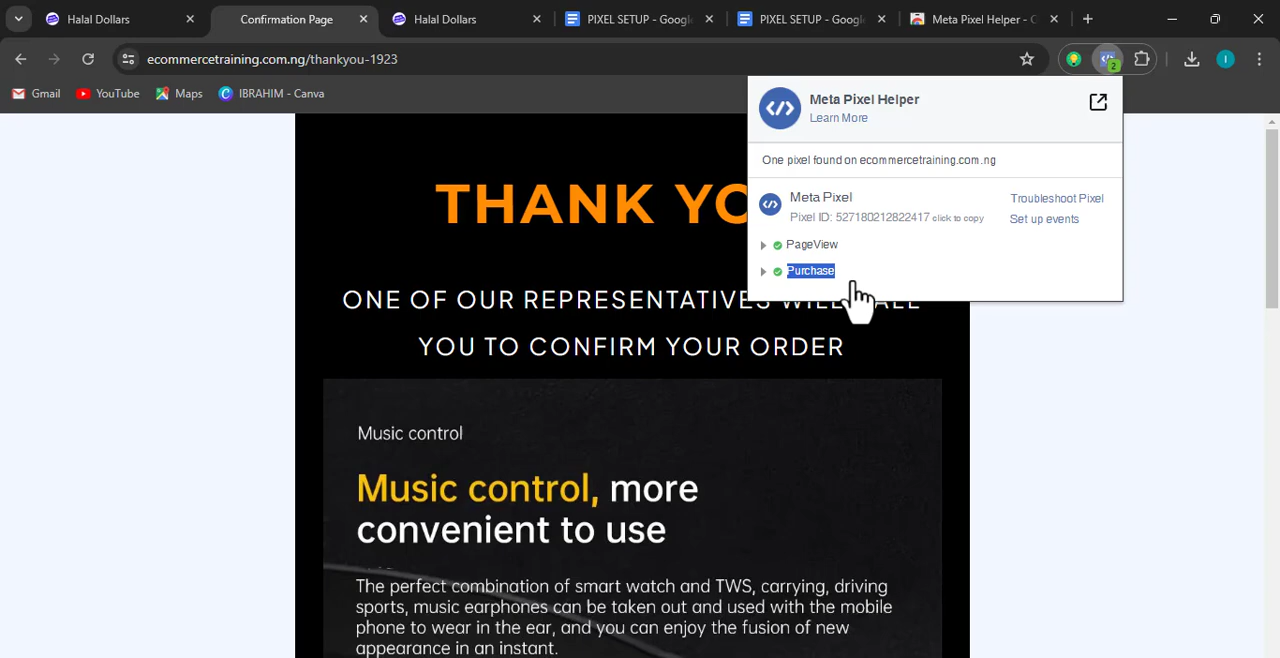 Halal Dollars
Confirmation Page
Halal Dollars
PIXEL SETUP - Google
PIXEL SETUP - Google
Meta Pixel Helper - C
ecommercetraining.com.ng/thankyou-1923
2
I
Gmail
YouTube
Maps
IBRAHIM - Canva
Meta Pixel Helper
Learn More
One pixel found on ecommercetraining.com.ng
Meta Pixel
Troubleshoot Pixel
Pixel ID: 527180212822417 click to copy
Set up events
PageView
Purchase
THANK YO
ONE OF OUR REPRESENTATIVES WILL ALL
YOU TO CONFIRM YOUR ORDER
Music control
Music control, more
convenient to use
The perfect combination of smart watch and TWS, carrying, driving
sports, music earphones can be taken out and used with the mobile
phone to wear in the ear, and you can enjoy the fusion of new
appearance in an instant.